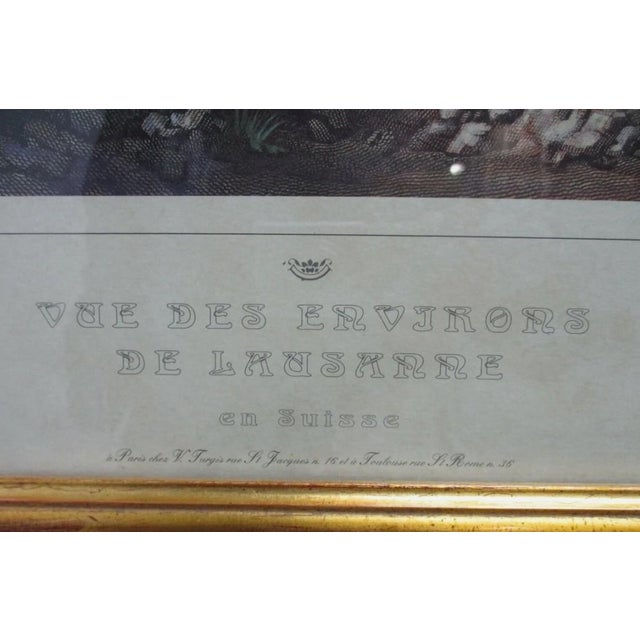 VUE DES ENVIRONS
DE LAUSANNE
en Suisse
à Paris chez V. Turgis rue St Jacques n. 16 et à Toulouse rue St Rome n. 36